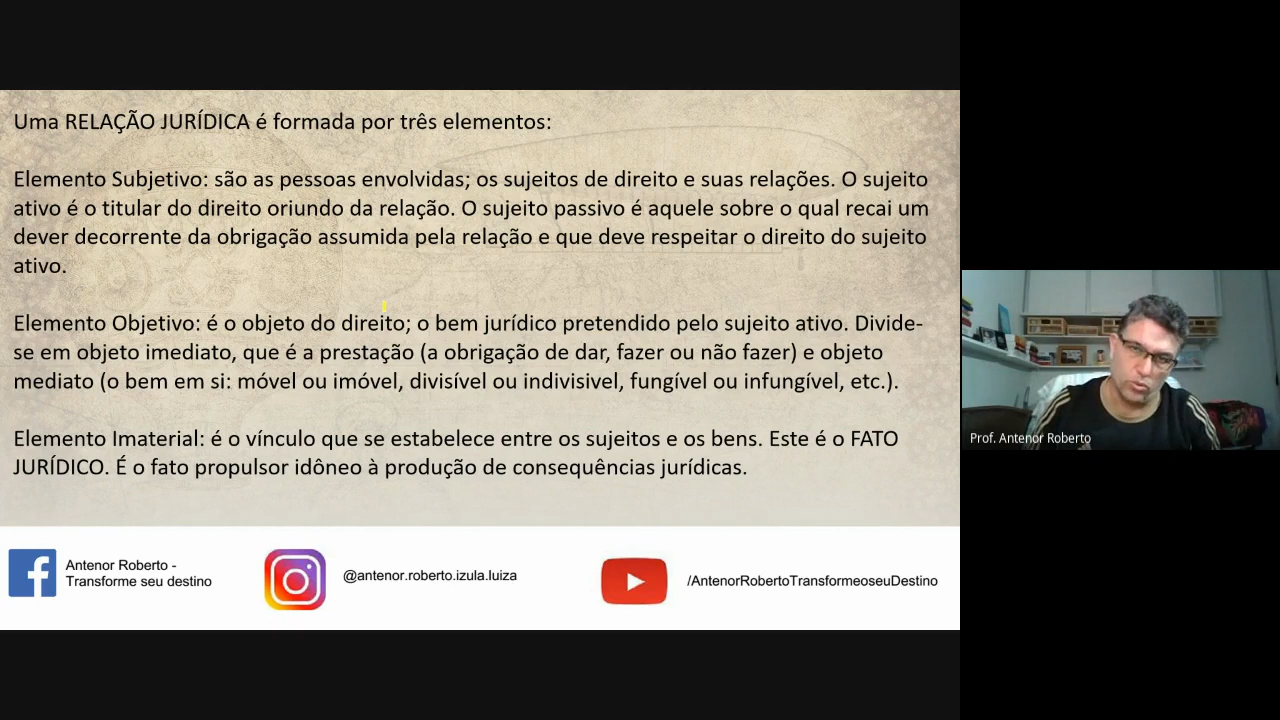 Uma RELAÇÃO JURÍDICA é formada por três elementos:
Elemento Subjetivo: são as pessoas envolvidas; os sujeitos de direito e suas relações. O sujeito
ativo é o titular do direito oriundo da relação. O sujeito passivo é aquele sobre o qual recai um
dever decorrente da obrigação assumida pela relação e que deve respeitar o direito do sujeito
ativo.
Elemento Objetivo: é o objeto do direito; o bem jurídico pretendido pelo sujeito ativo. Divide-
se em objeto imediato, que é a prestação (a obrigação de dar, fazer ou não fazer) e objeto
mediato (o bem em si: móvel ou imóvel, divisível ou indivisivel, fungível ou infungível, etc.).
Elemento Imaterial: é o vínculo que se estabelece entre os sujeitos e os bens. Este é o FATO
JURÍDICO. É o fato propulsor idôneo à produção de consequências jurídicas.
Antenor Roberto -
Transforme seu destino
@antenor.roberto.izula.luiza
/AntenorRobertoTransformeoseuDestino
Prof. Antenor Roberto